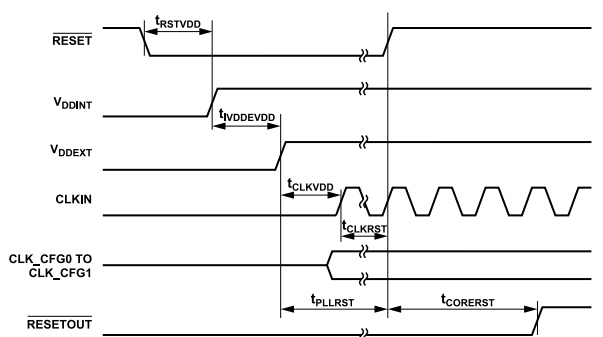 RESET
tRSTVDD
VDDINT
tIVDDEVDD
VDDEXT
tCLKVDD
CLKIN
tCLKRST
CLK_CFG0 TO
CLK_CFG1
tPLLRST
tCORERST
RESETOUT